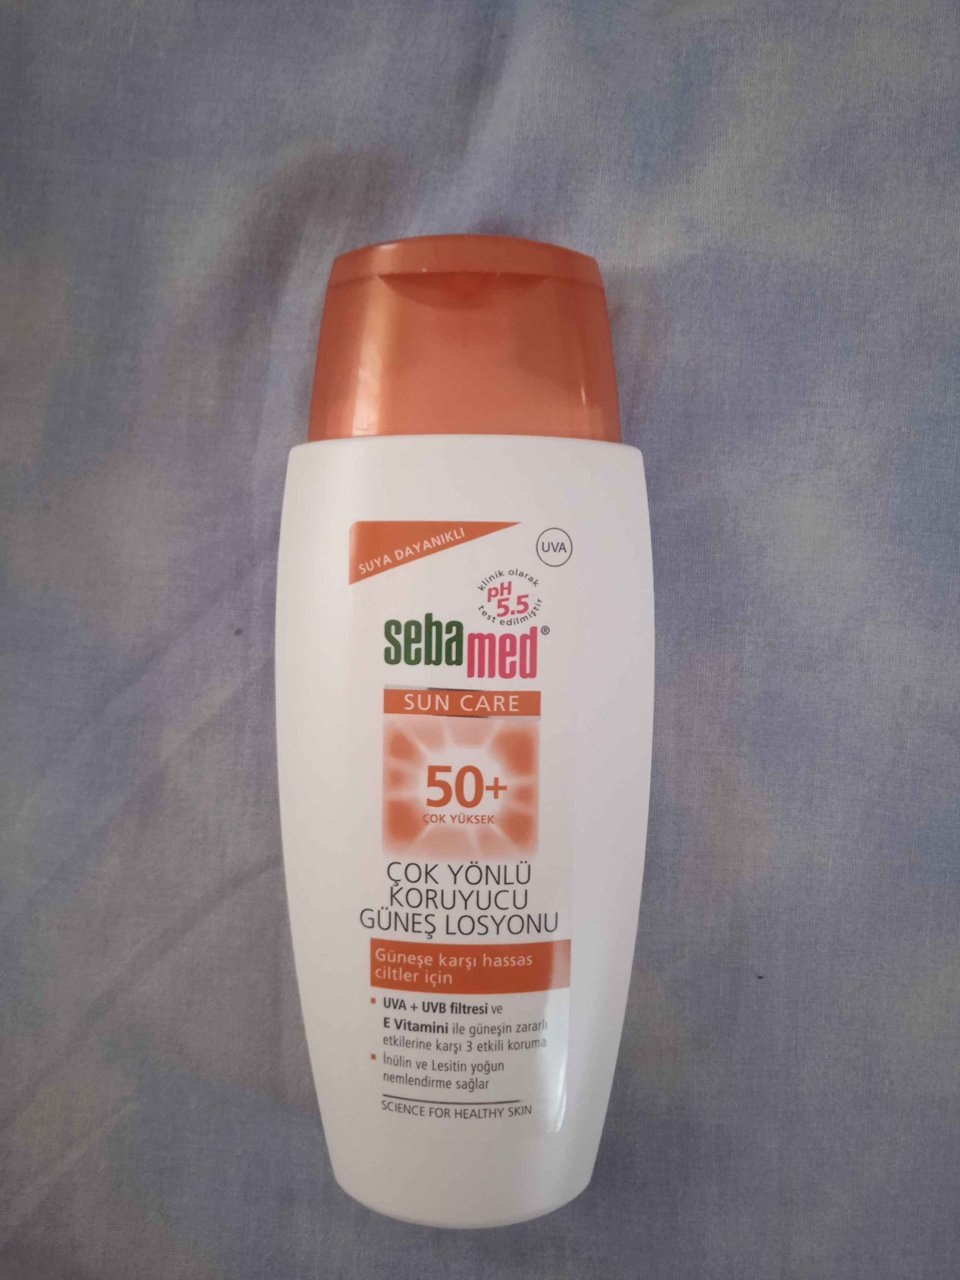 SUYA DAYANIKLI
UVA
klinik olarak
pH
5.5
test edilmiştir
sebamed®
SUN CARE
50+
ÇOK YÜKSEK
ÇOK YÖNLÜ
KORUYUCU
GÜNEŞ LOSYONU
Güneşe karşı hassas
ciltler için
▪ UVA + UVB filtresi ve
E Vitamini ile güneşin zararlı
etkilerine karşı 3 etkili koruma
▪ İnülin ve Lesitin yoğun
nemlendirme sağlar
SCIENCE FOR HEALTHY SKIN